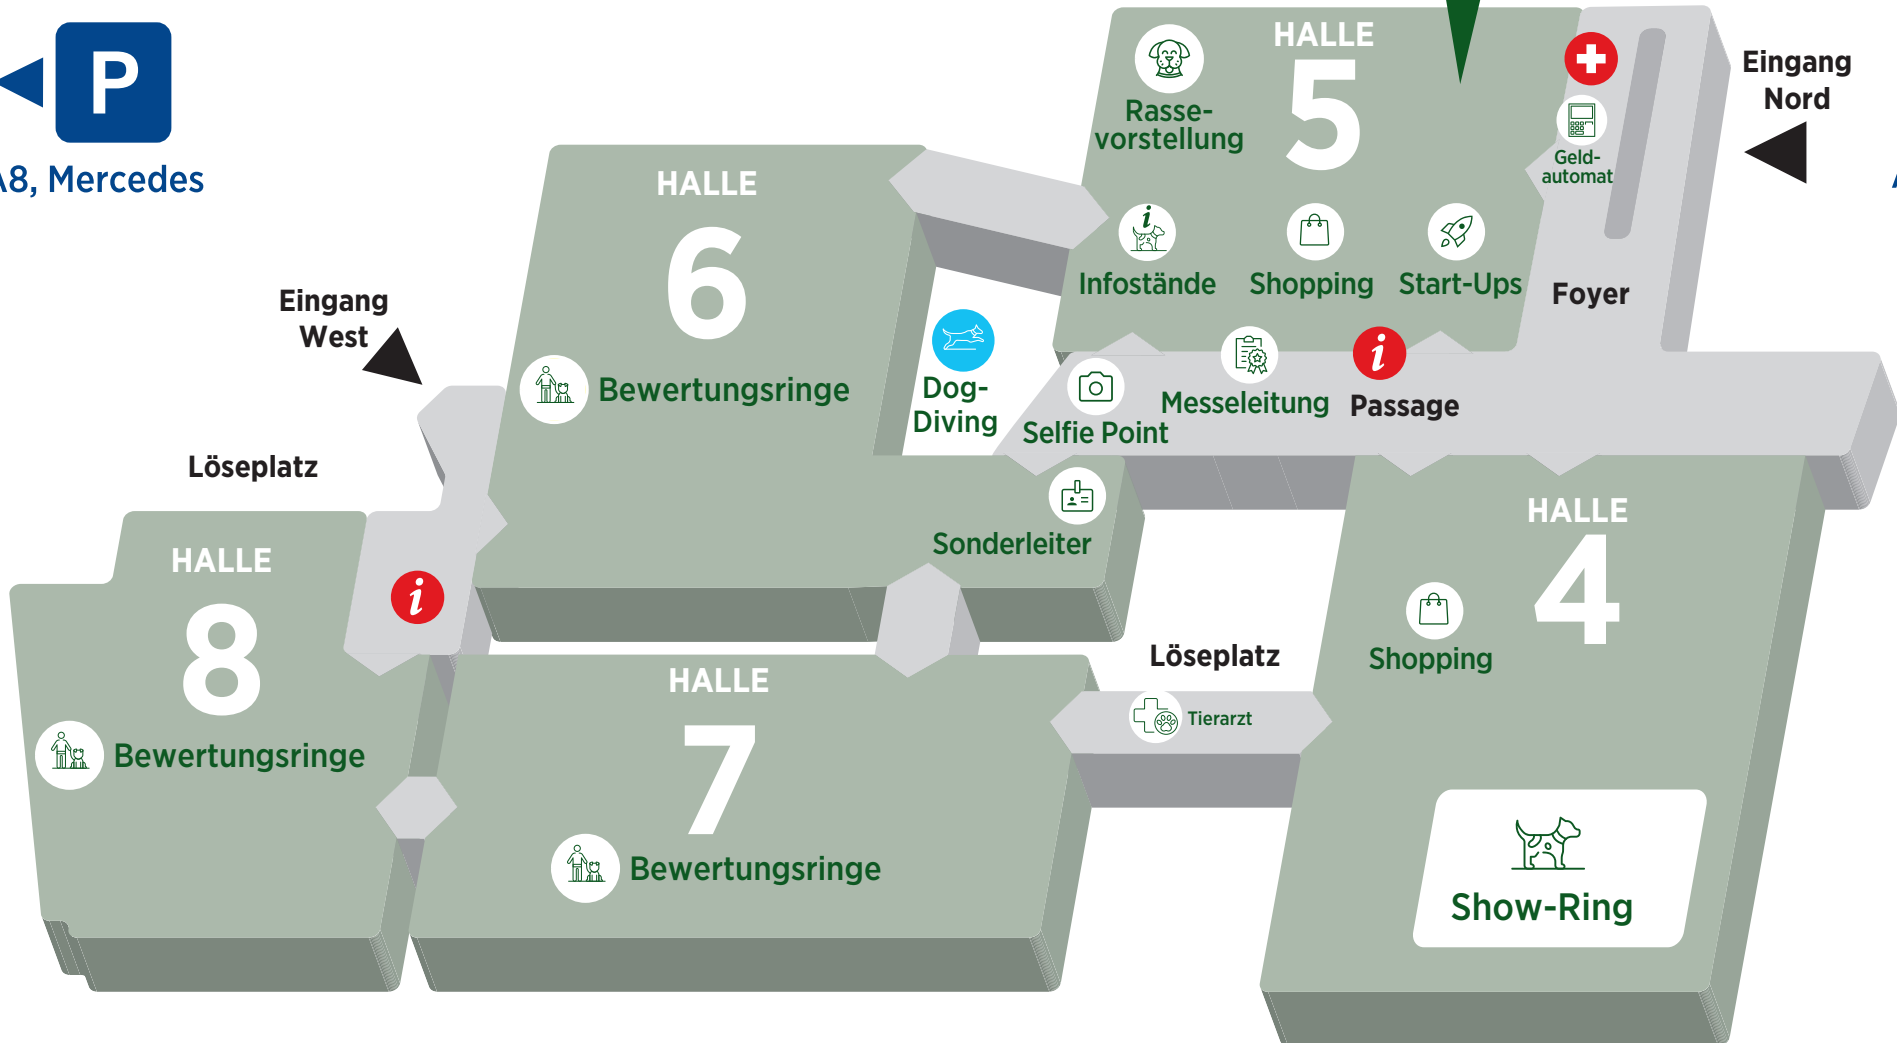 P
A8, Mercedes
HALLE
5
Rasse-
vorstellung
Infostände
Shopping
Start-Ups
Geld-
automat
Foyer
Eingang
Nord
HALLE
6
Bewertungsringe
Eingang
West
Dog-
Diving
Selfie Point
Messeleitung
i
Passage
Sonderleiter
Löseplatz
HALLE
8
Bewertungsringe
i
HALLE
7
Bewertungsringe
Löseplatz
Tierarzt
HALLE
4
Shopping
Show-Ring